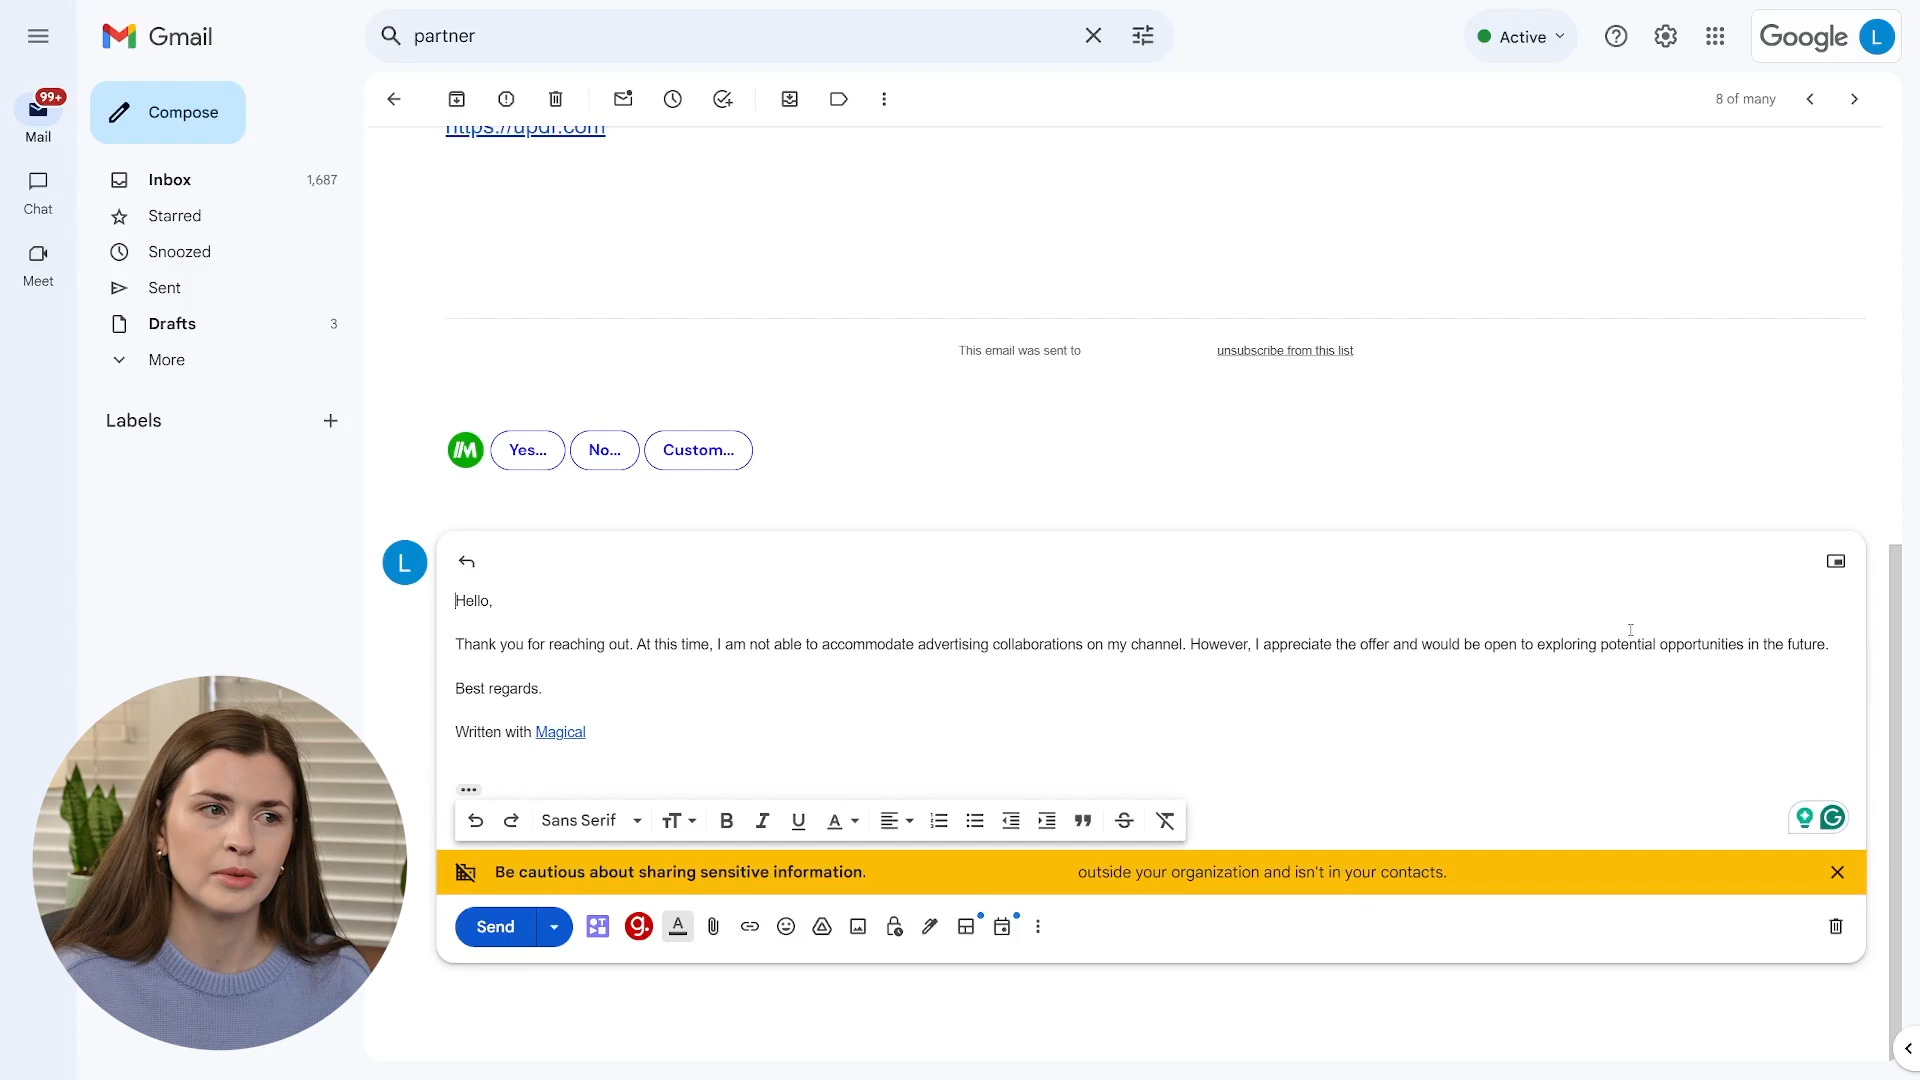 Gmail
partner
Active
Google
L
99+
Mail
Compose
8 of many
https://updf.com
Inbox 1,687
Starred
Chat
Snoozed
Meet
Sent
Drafts 3
More
This email was sent to unsubscribe from this list
Labels
Yes... No... Custom...
L
Hello,
Thank you for reaching out. At this time, I am not able to accommodate advertising collaborations on my channel. However, I appreciate the offer and would be open to exploring potential opportunities in the future.
Best regards.
Written with Magical
Sans Serif
Be cautious about sharing sensitive information. outside your organization and isn't in your contacts.
Send